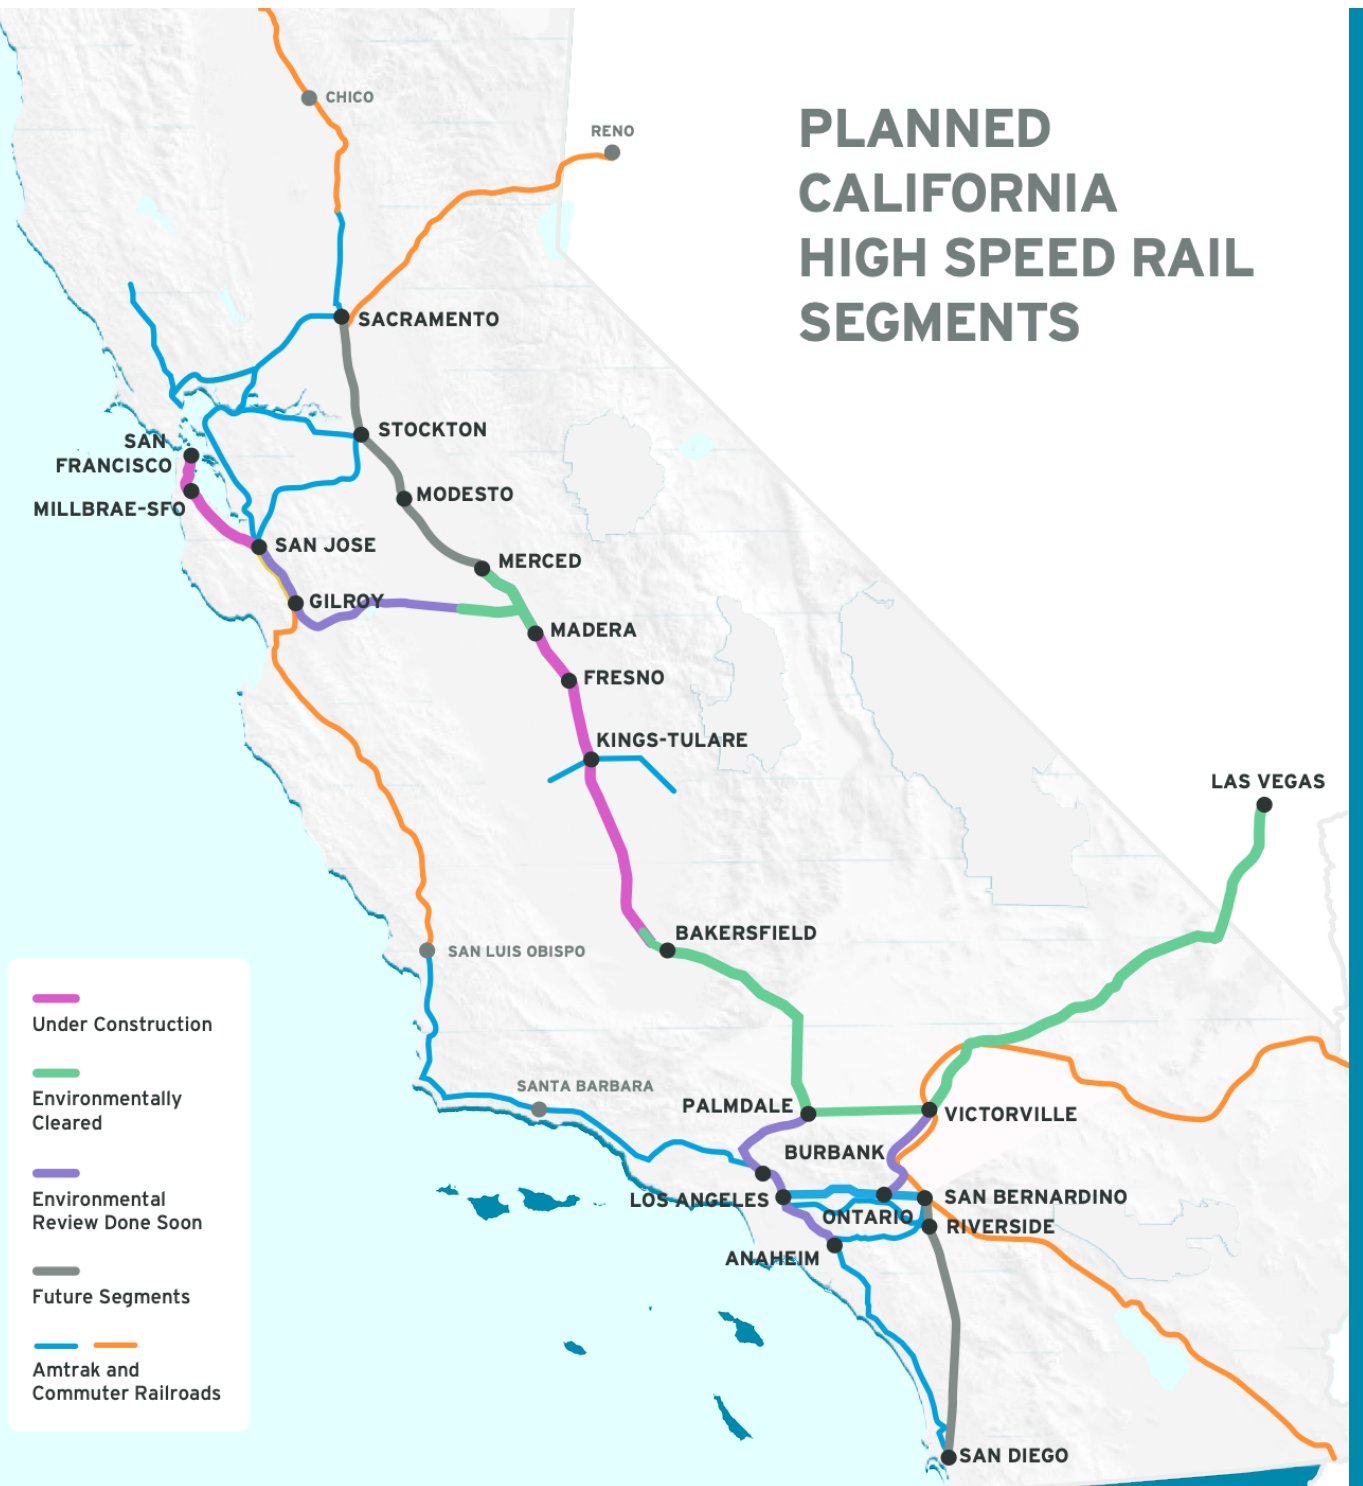 PLANNED
CALIFORNIA
HIGH SPEED RAIL
SEGMENTS
CHICO
RENO
SACRAMENTO
STOCKTON
SAN
FRANCISCO
MODESTO
MILLBRAE-SFO
SAN JOSE
MERCED
GILROY
MADERA
FRESNO
KINGS-TULARE
LAS VEGAS
BAKERSFIELD
SAN LUIS OBISPO
SANTA BARBARA
PALMDALE
VICTORVILLE
BURBANK
LOS ANGELES
SAN BERNARDINO
ONTARIO
RIVERSIDE
ANAHEIM
SAN DIEGO
Under Construction
Environmentally
Cleared
Environmental
Review Done Soon
Future Segments
Amtrak and
Commuter Railroads